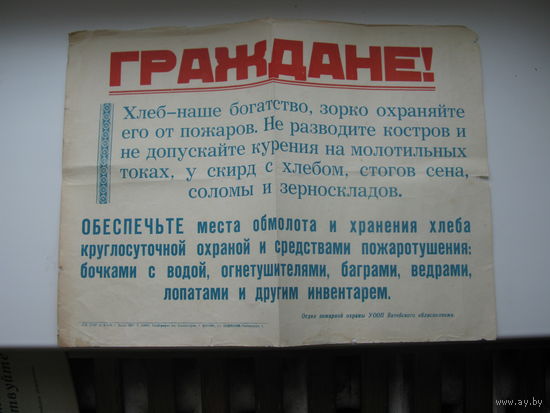 ГРАЖДАНЕ!
Хлеб–наше богатство, зорко охраняйте
его от пожаров. Не разводите костров и
не допускайте курения на молотильных
токах, у скирд с хлебом, стогов сена,
соломы и зерноскладов.
ОБЕСПЕЧЬТЕ места обмолота и хранения хлеба
круглосуточной охраной и средствами пожаротушения:
бочками с водой, огнетушителями, баграми, ведрами,
лопатами и другим инвентарем.
Отдел пожарной охраны УООП Витебского облисполкома.
www.ay.by